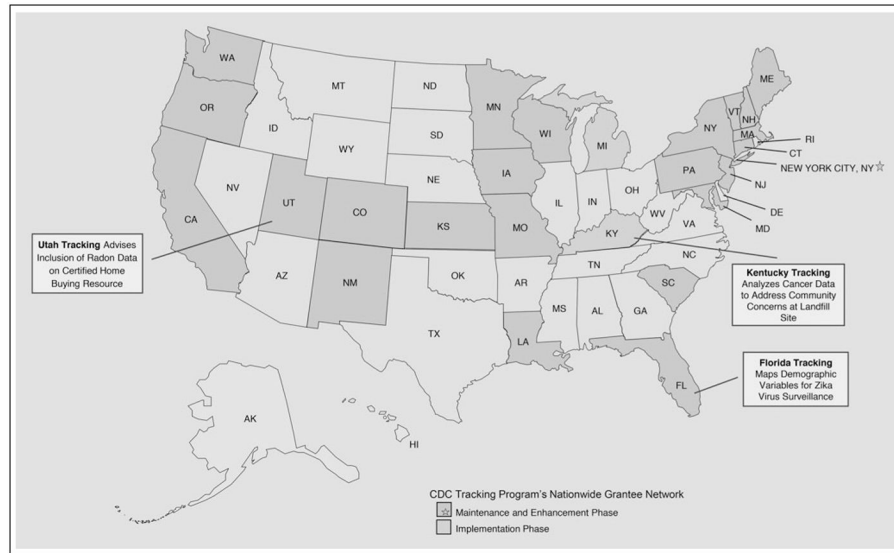 WA
MT
ND
MN
ME
OR
ID
SD
WI
MI
VT
NH
NY
MA
RI
CT
NEW YORK CITY, NY
WY
IA
PA
NJ
NE
NV
UT
CO
IL
IN
OH
DE
MD
WV
VA
CA
KS
MO
KY
Utah Tracking Advises
Inclusion of Radon Data
on Certified Home
Buying Resource
AZ
NM
OK
AR
TN
NC
SC
Kentucky Tracking
Analyzes Cancer Data
to Address Community
Concerns at Landfill
Site
TX
LA
MS
AL
GA
FL
Florida Tracking
Maps Demographic
Variables for Zika
Virus Surveillance
AK
HI
CDC Tracking Program's Nationwide Grantee Network
Maintenance and Enhancement Phase
Implementation Phase